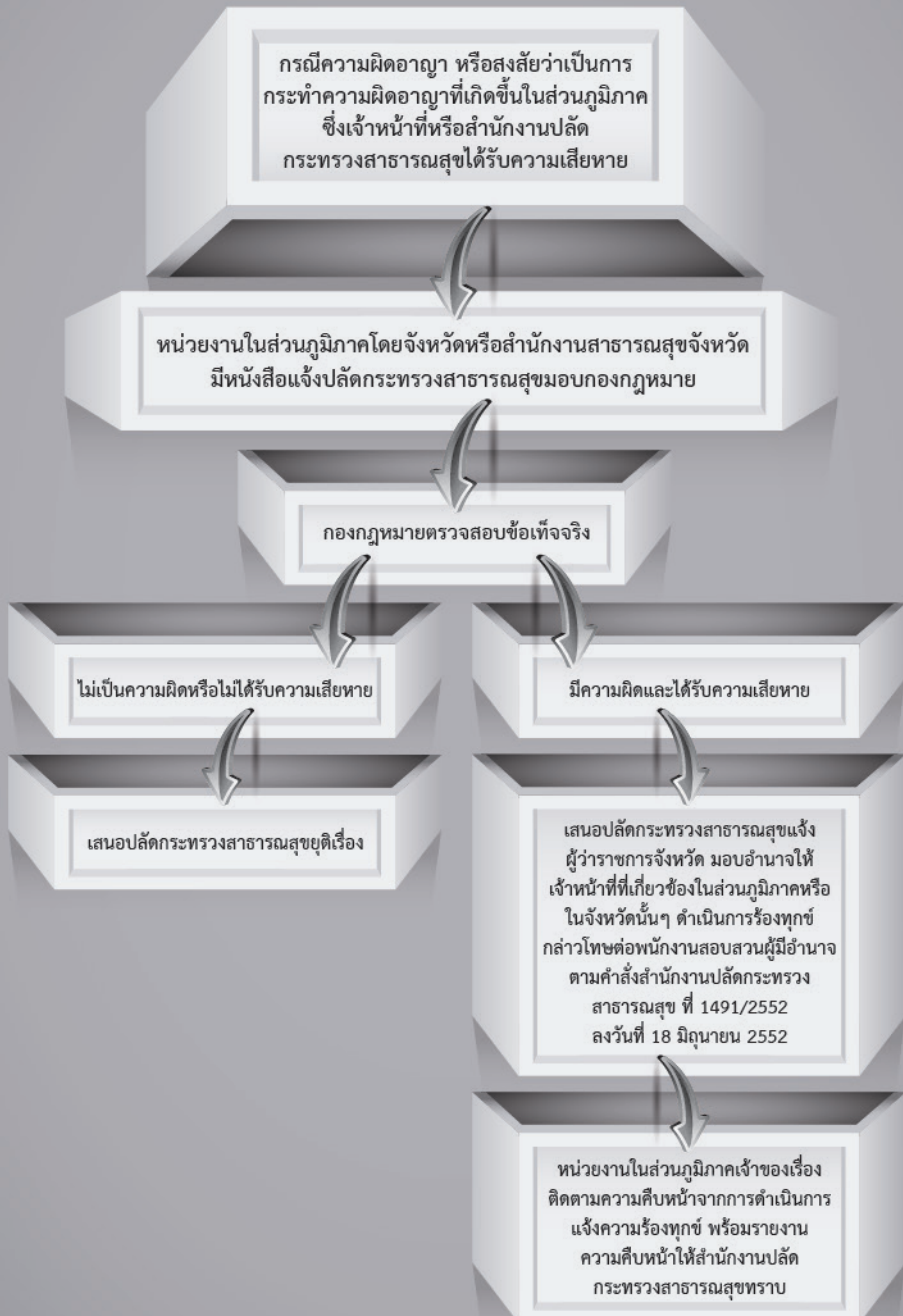 กรณีความผิดอาญา หรือสงสัยว่าเป็นการ
กระทำความผิดอาญาที่เกิดขึ้นในส่วนภูมิภาค
ซึ่งเจ้าหน้าที่หรือสำนักงานปลัด
กระทรวงสาธารณสุขได้รับความเสียหาย
หน่วยงานในส่วนภูมิภาคโดยจังหวัดหรือสำนักงานสาธารณสุขจังหวัด
มีหนังสือแจ้งปลัดกระทรวงสาธารณสุขมอบกองกฎหมาย
กองกฎหมายตรวจสอบข้อเท็จจริง
ไม่เป็นความผิดหรือไม่ได้รับความเสียหาย
เสนอปลัดกระทรวงสาธารณสุขยุติเรื่อง
มีความผิดและได้รับความเสียหาย
เสนอปลัดกระทรวงสาธารณสุขแจ้ง
ผู้ว่าราชการจังหวัด มอบอำนาจให้
เจ้าหน้าที่ที่เกี่ยวข้องในส่วนภูมิภาคหรือ
ในจังหวัดนั้นๆ ดำเนินการร้องทุกข์
กล่าวโทษต่อพนักงานสอบสวนผู้มีอำนาจ
ตามคำสั่งสำนักงานปลัดกระทรวง
สาธารณสุข ที่ 1491/2552
ลงวันที่ 18 มิถุนายน 2552
หน่วยงานในส่วนภูมิภาคเจ้าของเรื่อง
ติดตามความคืบหน้าจากการดำเนินการ
แจ้งความร้องทุกข์ พร้อมรายงาน
ความคืบหน้าให้สำนักงานปลัด
กระทรวงสาธารณสุขทราบ